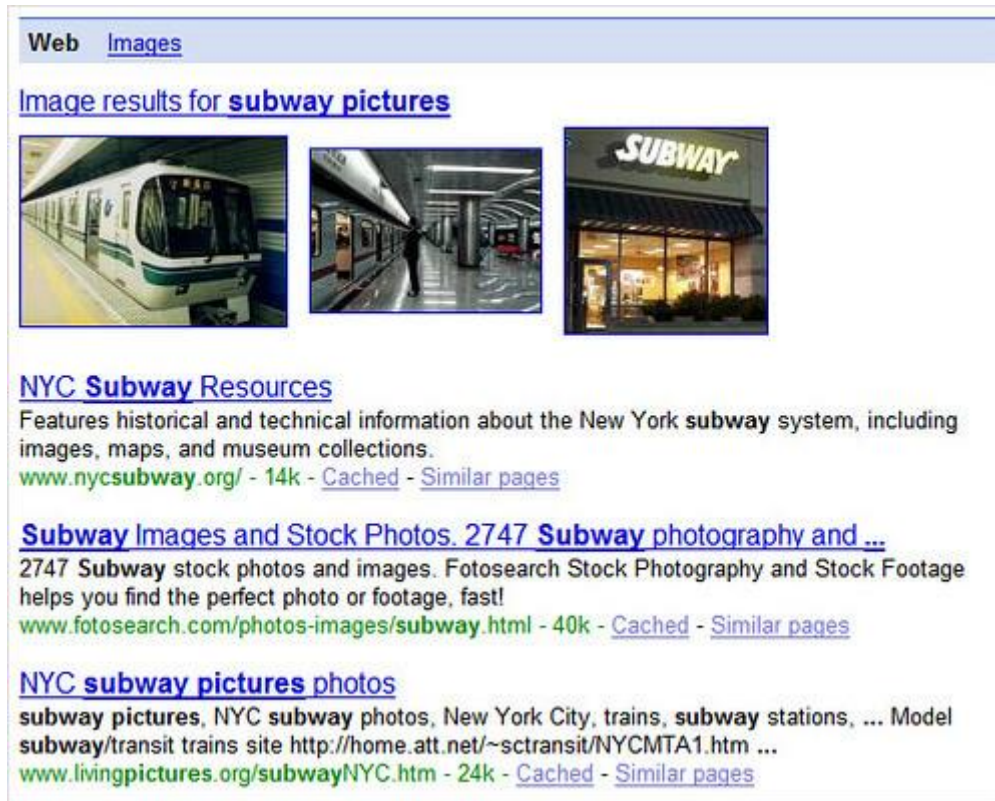 Web Images
Image results for subway pictures
SUBWAY
NYC Subway Resources
Features historical and technical information about the New York subway system, including
images, maps, and museum collections.
www.nycsubway.org/ - 14k - Cached - Similar pages
Subway Images and Stock Photos. 2747 Subway photography and ...
2747 Subway stock photos and images. Fotosearch Stock Photography and Stock Footage
helps you find the perfect photo or footage, fast!
www.fotosearch.com/photos-images/subway.html - 40k - Cached - Similar pages
NYC subway pictures photos
subway pictures, NYC subway photos, New York City, trains, subway stations, ... Model
subway/transit trains site http://home.att.net/~sctransit/NYCMTA1.htm ...
www.livingpictures.org/subwayNYC.htm - 24k - Cached - Similar pages